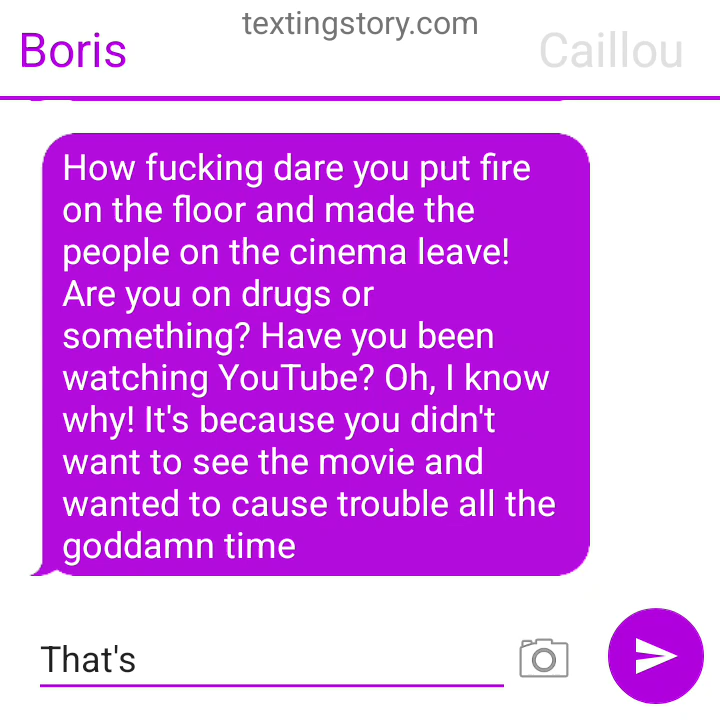 textingstory.com
Boris
Caillou
How fucking dare you put fire
on the floor and made the
people on the cinema leave!
Are you on drugs or
something? Have you been
watching YouTube? Oh, I know
why! It's because you didn't
want to see the movie and
wanted to cause trouble all the
goddamn time
That's